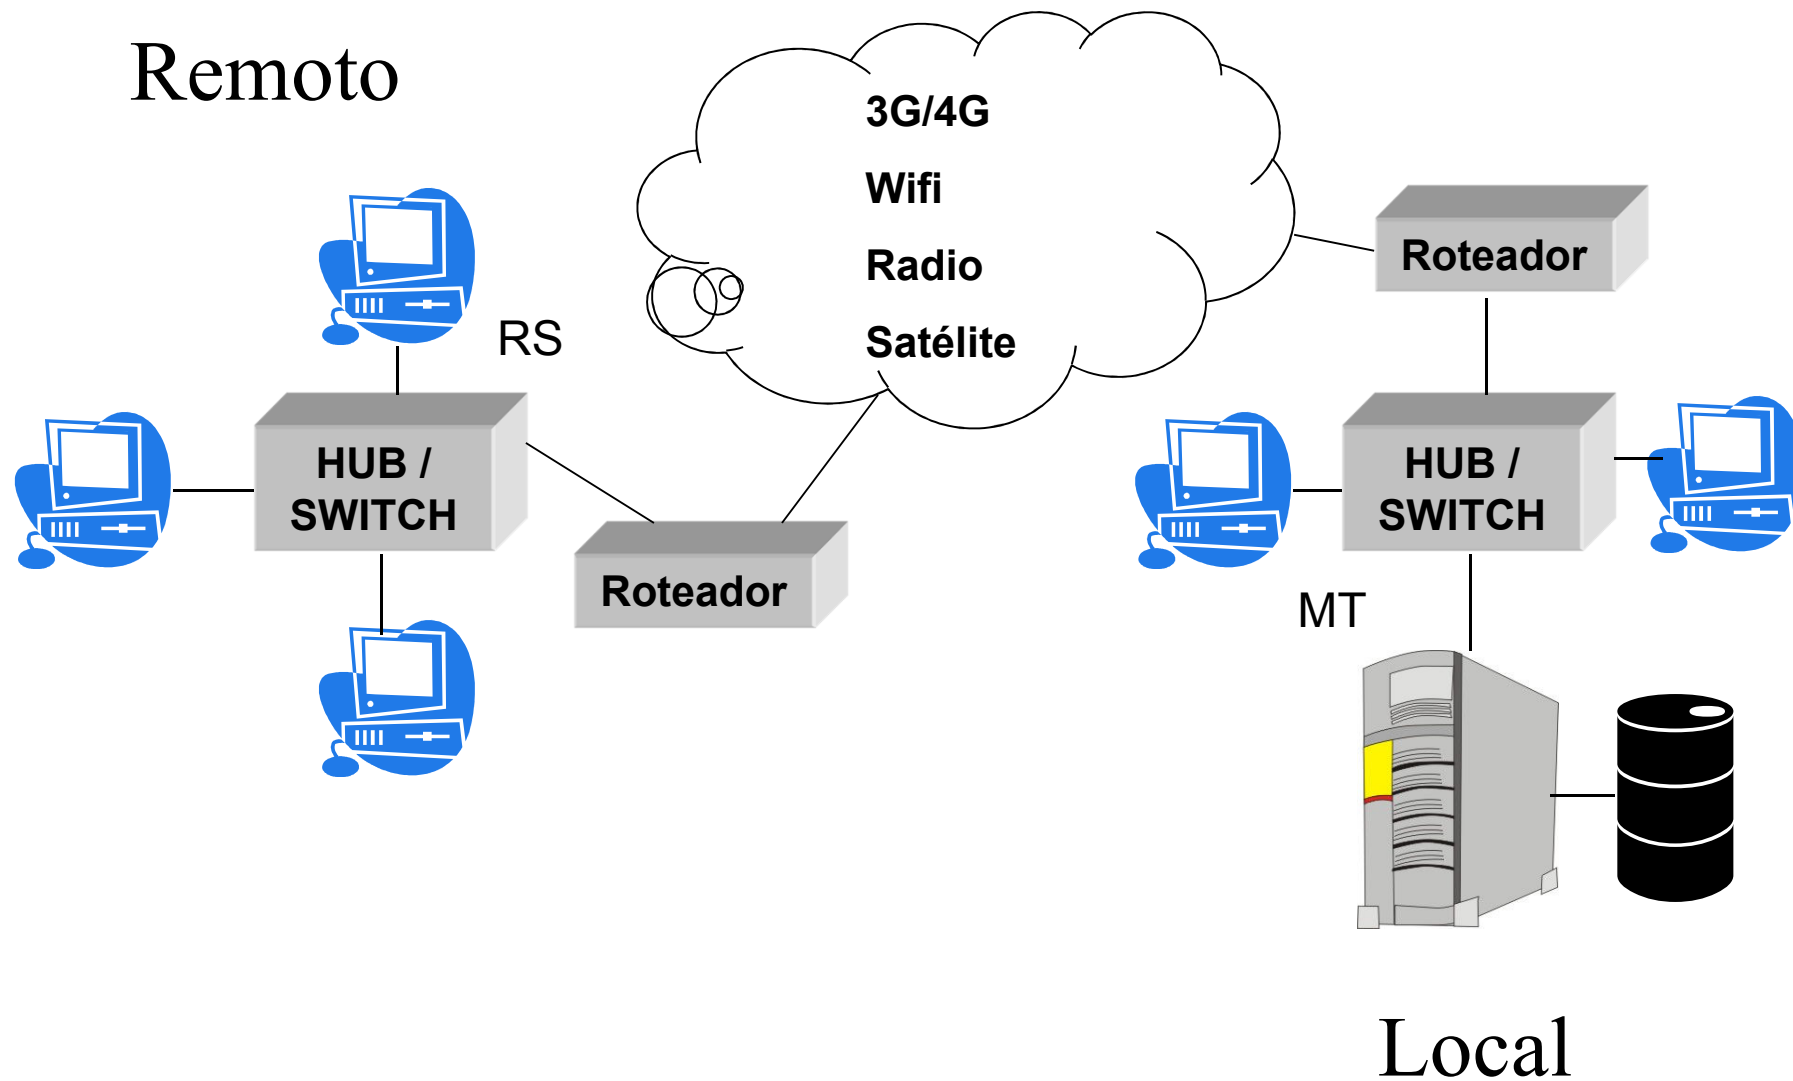 Remoto
3G/4G
Wifi
Radio
Satélite
Roteador
RS
HUB /
SWITCH
Roteador
HUB /
SWITCH
MT
Local